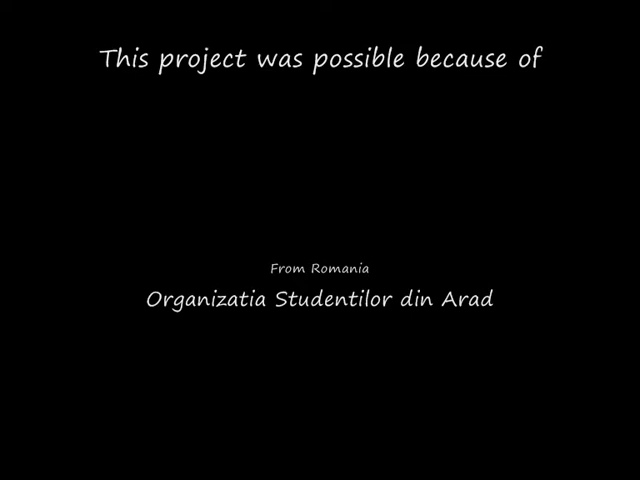 This project was possible because of
From Romania
Organizatia Studentilor din Arad